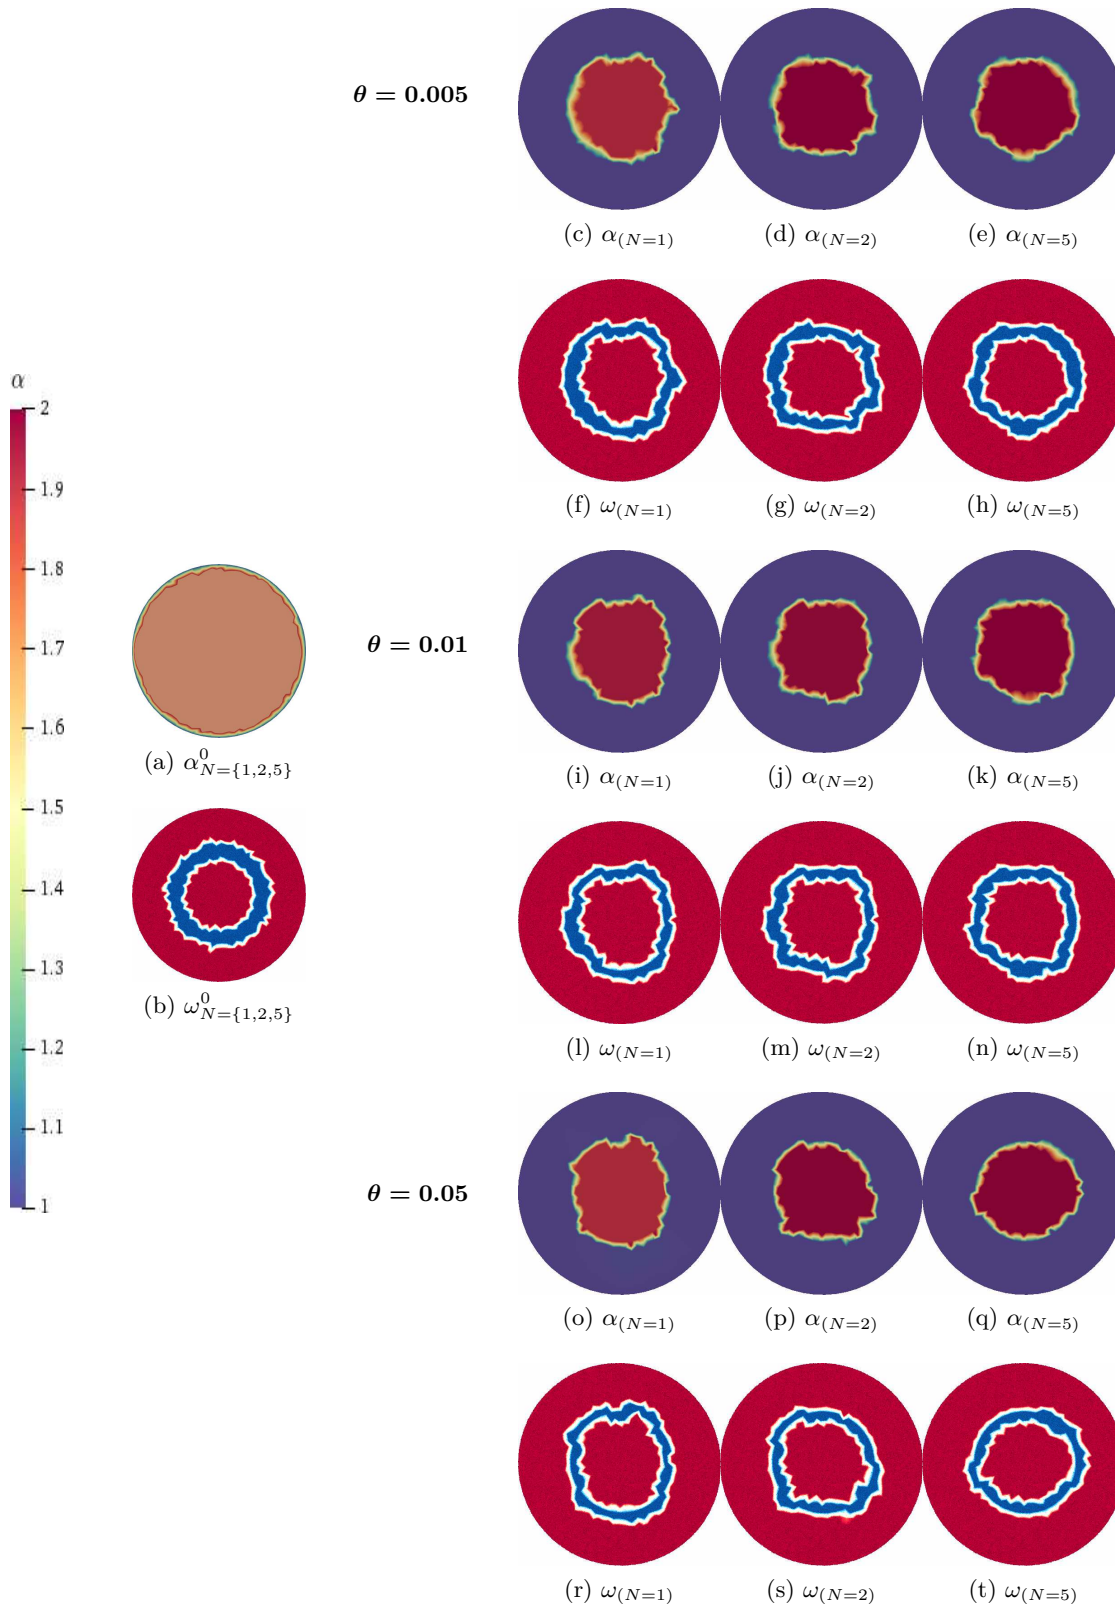 θ = 0.005
(c) α(N=1)
(d) α(N=2)
(e) α(N=5)
(f) ω(N=1)
(g) ω(N=2)
(h) ω(N=5)
α
2
1.9
1.8
1.7
1.6
1.5
1.4
1.3
1.2
1.1
1
(a) α⁰N={1,2,5}
(b) ω⁰N={1,2,5}
θ = 0.01
(i) α(N=1)
(j) α(N=2)
(k) α(N=5)
(l) ω(N=1)
(m) ω(N=2)
(n) ω(N=5)
θ = 0.05
(o) α(N=1)
(p) α(N=2)
(q) α(N=5)
(r) ω(N=1)
(s) ω(N=2)
(t) ω(N=5)